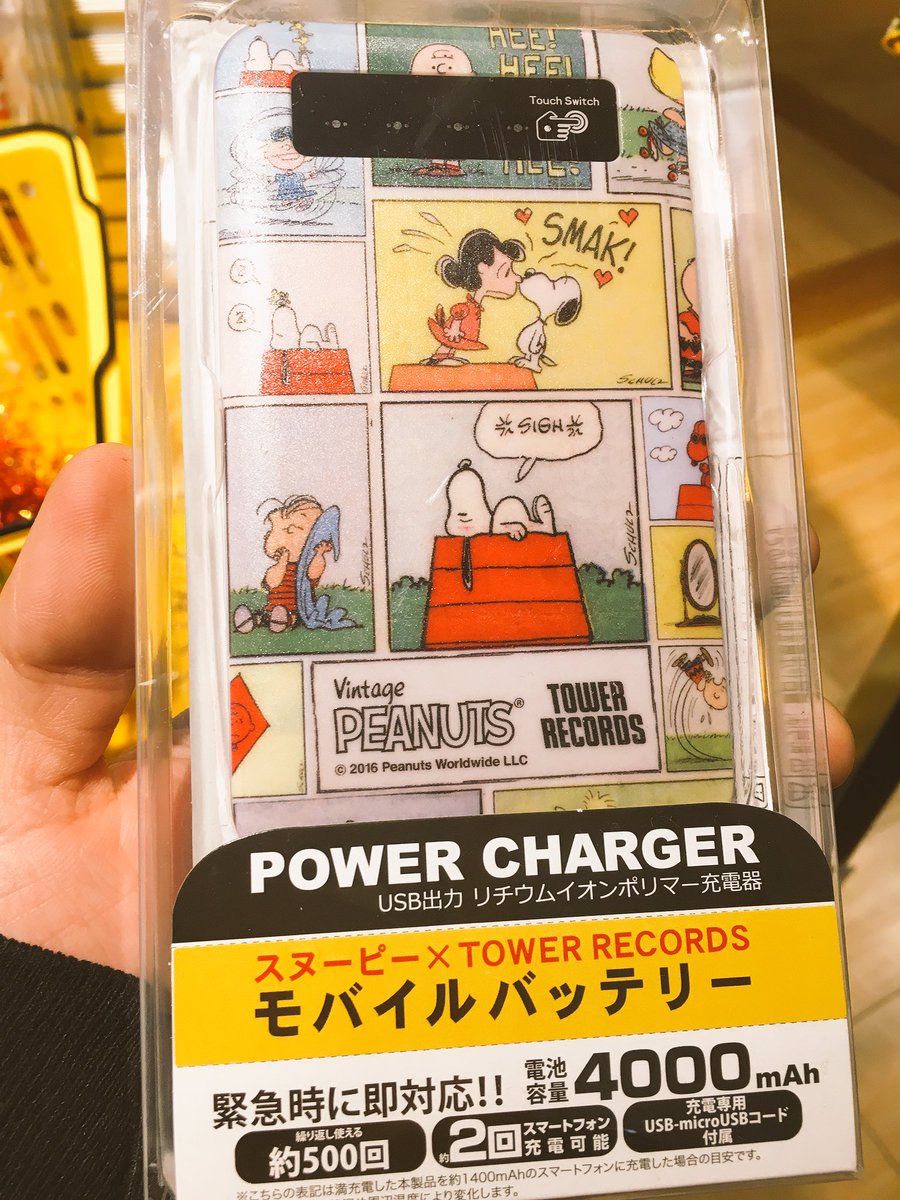 HEE!
HEE!
Touch Switch
HEE!
SMAK!
SCHULZ
Z
Z
SIGH
SCHULZ
SCHULZ
Vintage
PEANUTS®
TOWER
RECORDS
© 2016 Peanuts Worldwide LLC
POWER CHARGER
USB出力 リチウムイオンポリマー充電器
スヌーピー×TOWER RECORDS
モバイルバッテリー
緊急時に即対応!!
電池
容量
4000mAh
繰り返し使える
約500回
約2回
スマートフォン
充電可能
充電専用
USB-microUSBコード
付属
※こちらの表記は満充電した本製品を約1400mAhのスマートフォンに充電した場合の目安です。